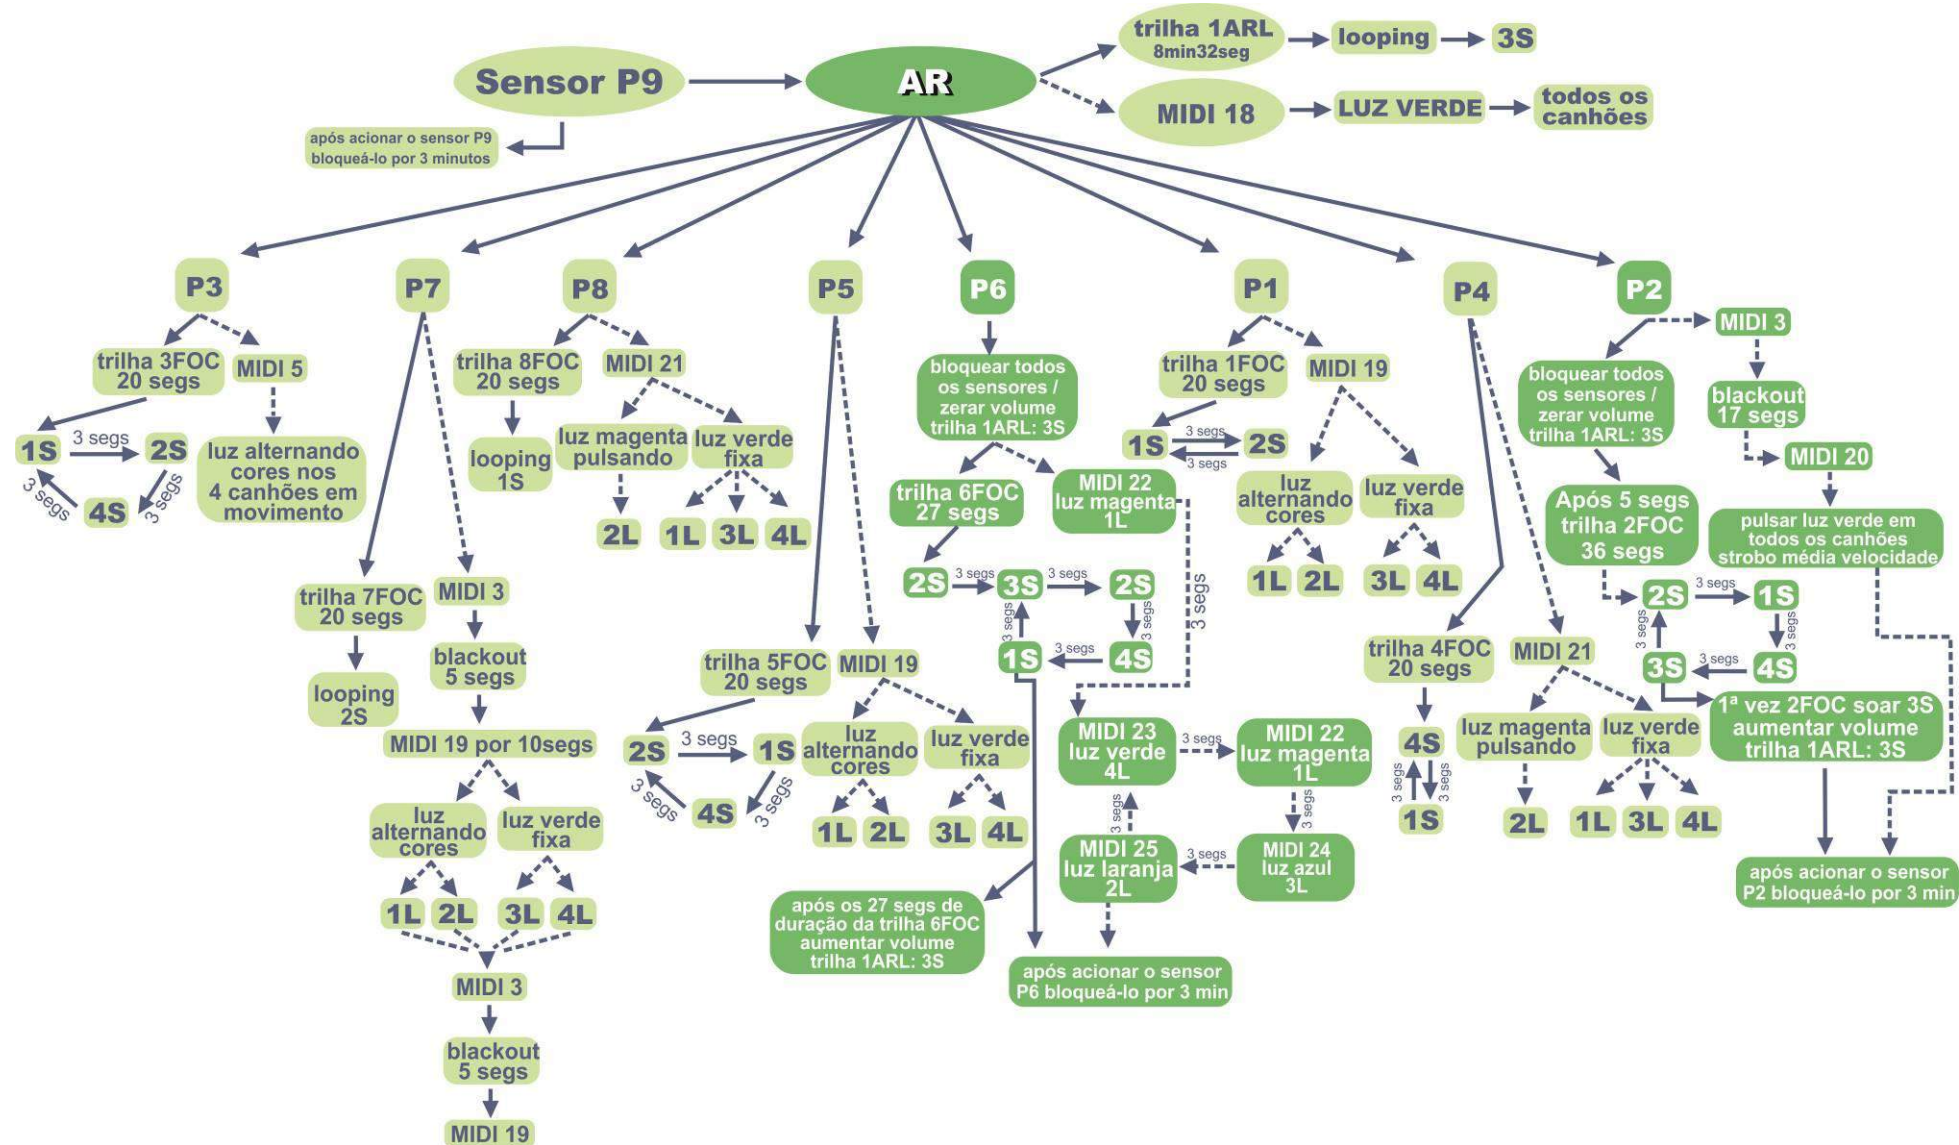 Sensor P9
AR
trilha 1ARL
8min32seg
looping
3S
MIDI 18
LUZ VERDE
todos os
canhões
após acionar o sensor P9
bloqueá-lo por 3 minutos
P3
trilha 3FOC
20 segs
MIDI 5
1S
3 segs
2S
3 segs
4S
3 segs
luz alternando
cores nos
4 canhões em
movimento
P7
trilha 7FOC
20 segs
looping
2S
MIDI 3
blackout
5 segs
MIDI 19 por 10segs
luz
alternando
cores
luz verde
fixa
1L
2L
3L
4L
MIDI 3
blackout
5 segs
MIDI 19
P8
trilha 8FOC
20 segs
looping
1S
MIDI 21
luz magenta
pulsando
luz verde
fixa
2L
1L
3L
4L
P5
trilha 5FOC
20 segs
2S
3 segs
1S
3 segs
4S
3 segs
MIDI 19
luz
alternando
cores
luz verde
fixa
1L
2L
3L
4L
P6
bloquear todos
os sensores /
zerar volume
trilha 1ARL: 3S
trilha 6FOC
27 segs
2S
3 segs
3S
3 segs
2S
3 segs
4S
3 segs
1S
3 segs
MIDI 22
luz magenta
1L
3 segs
MIDI 23
luz verde
4L
3 segs
MIDI 22
luz magenta
1L
3 segs
MIDI 24
luz azul
3L
3 segs
MIDI 25
luz laranja
2L
3 segs
após os 27 segs de
duração da trilha 6FOC
aumentar volume
trilha 1ARL: 3S
após acionar o sensor
P6 bloqueá-lo por 3 min
P1
trilha 1FOC
20 segs
1S
3 segs
2S
3 segs
MIDI 19
luz
alternando
cores
luz verde
fixa
1L
2L
3L
4L
P4
trilha 4FOC
20 segs
4S
3 segs
3 segs
1S
MIDI 21
luz magenta
pulsando
luz verde
fixa
2L
1L
3L
4L
P2
MIDI 3
blackout
17 segs
MIDI 20
pulsar luz verde em
todos os canhões
strobo média velocidade
bloquear todos
os sensores /
zerar volume
trilha 1ARL: 3S
Após 5 segs
trilha 2FOC
36 segs
2S
3 segs
1S
3 segs
4S
3 segs
3S
3 segs
1ª vez 2FOC soar 3S
aumentar volume
trilha 1ARL: 3S
após acionar o sensor
P2 bloqueá-lo por 3 min